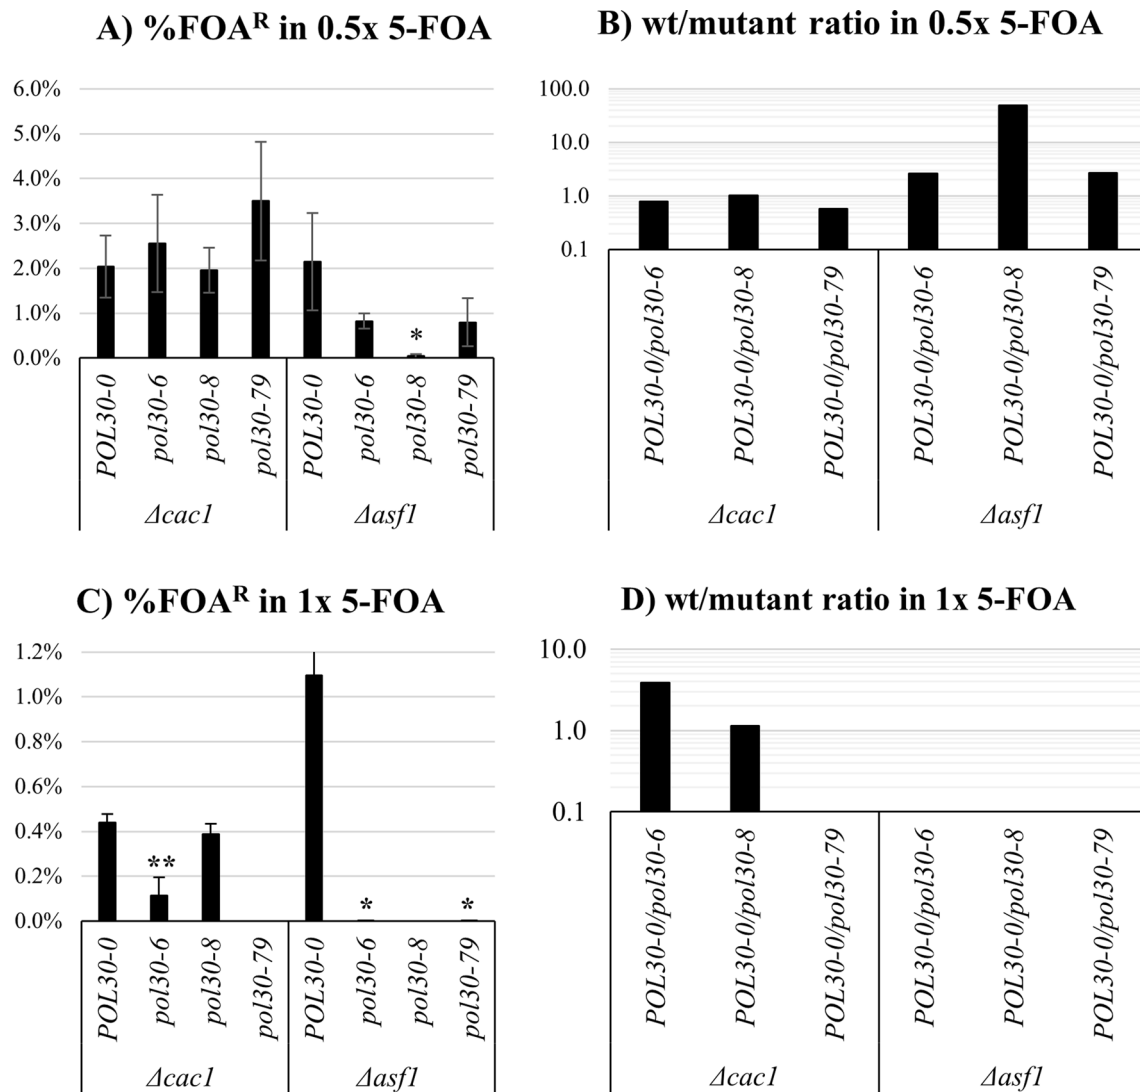 A) %FOAᴿ in 0.5x 5-FOA
6.0%
5.0%
4.0%
3.0%
2.0%
1.0%
0.0%
*
POL30-0
pol30-6
pol30-8
pol30-79
POL30-0
pol30-6
pol30-8
pol30-79
Δcac1
Δasf1
B) wt/mutant ratio in 0.5x 5-FOA
100.0
10.0
1.0
0.1
POL30-0/pol30-6
POL30-0/pol30-8
POL30-0/pol30-79
POL30-0/pol30-6
POL30-0/pol30-8
POL30-0/pol30-79
Δcac1
Δasf1
C) %FOAᴿ in 1x 5-FOA
1.2%
1.0%
0.8%
0.6%
0.4%
0.2%
0.0%
**
*
*
POL30-0
pol30-6
pol30-8
pol30-79
POL30-0
pol30-6
pol30-8
pol30-79
Δcac1
Δasf1
D) wt/mutant ratio in 1x 5-FOA
10.0
1.0
0.1
POL30-0/pol30-6
POL30-0/pol30-8
POL30-0/pol30-79
POL30-0/pol30-6
POL30-0/pol30-8
POL30-0/pol30-79
Δcac1
Δasf1